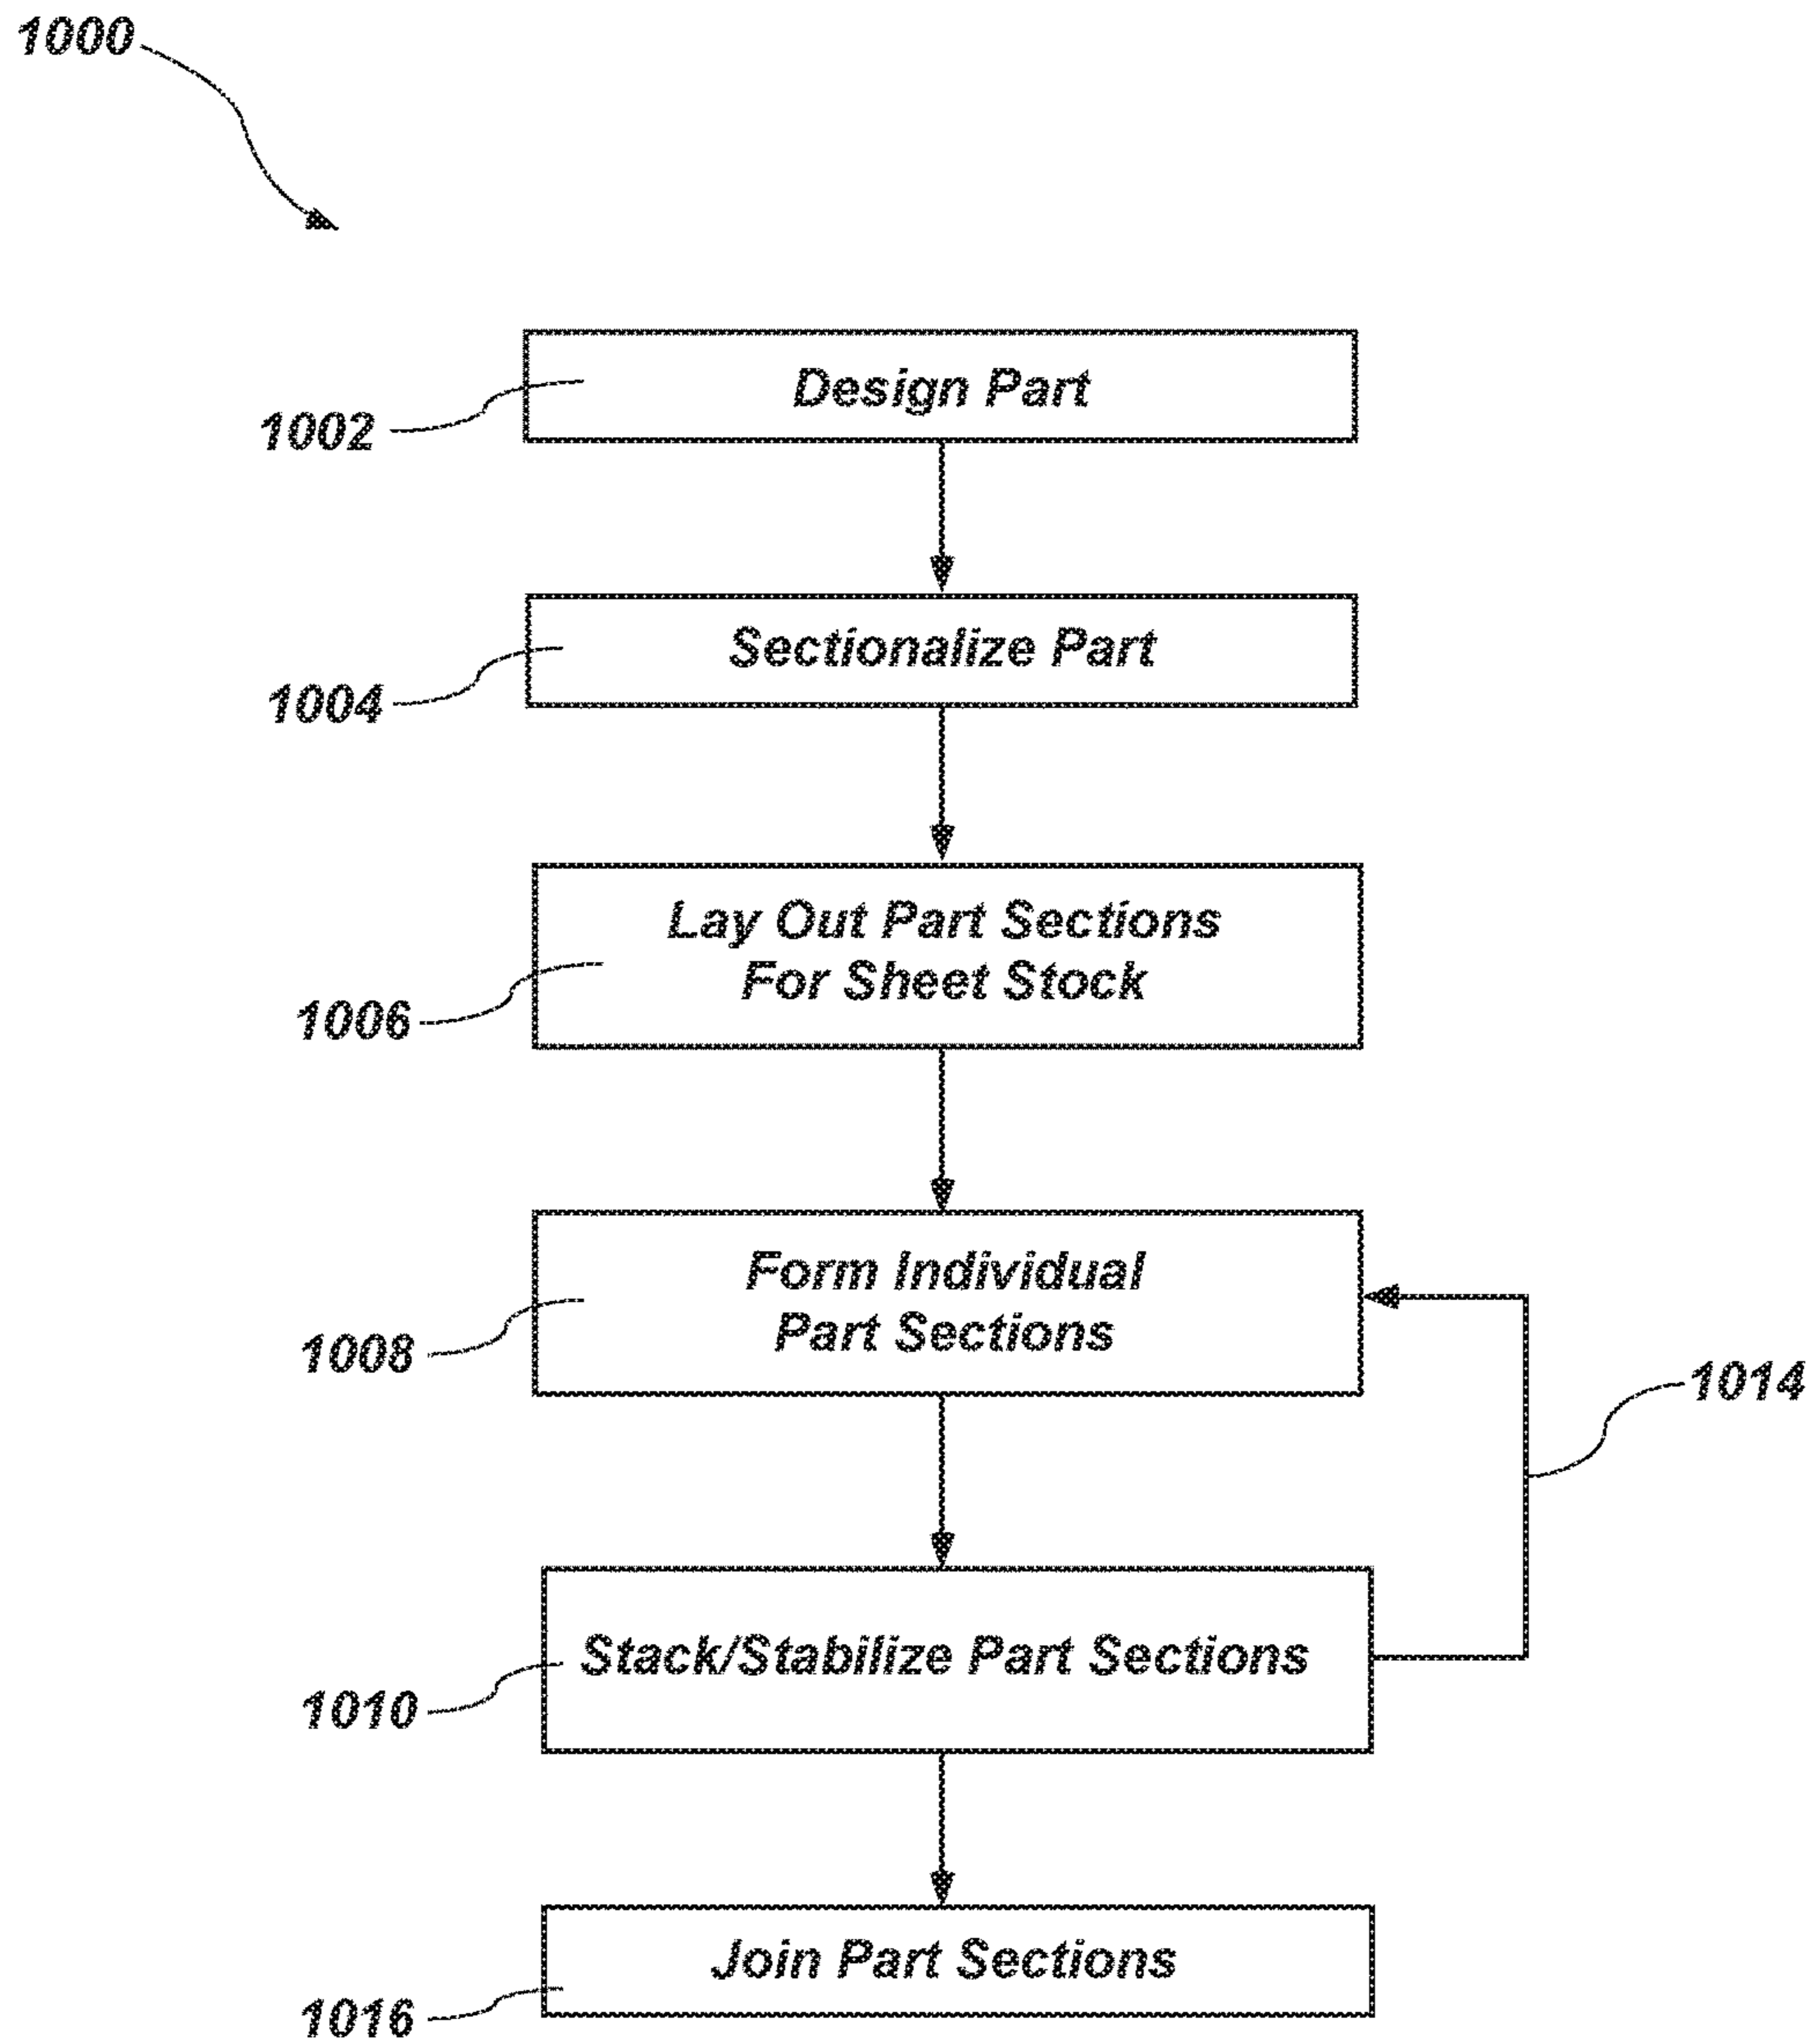 1000
Design Part
1002
Sectionalize Part
1004
Lay Out Part Sections
For Sheet Stock
1006
Form Individual
Part Sections
1008
1014
Stack/Stabilize Part Sections
1010
Join Part Sections
1016